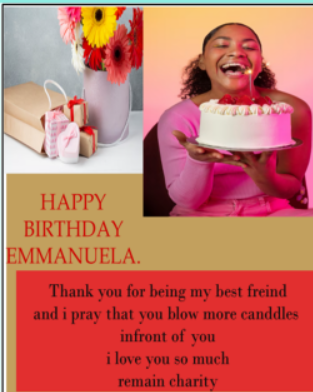 HAPPY
BIRTHDAY
EMMANUELA.
Thank you for being my best freind
and i pray that you blow more canddles
infront of you
i love you so much
remain charity